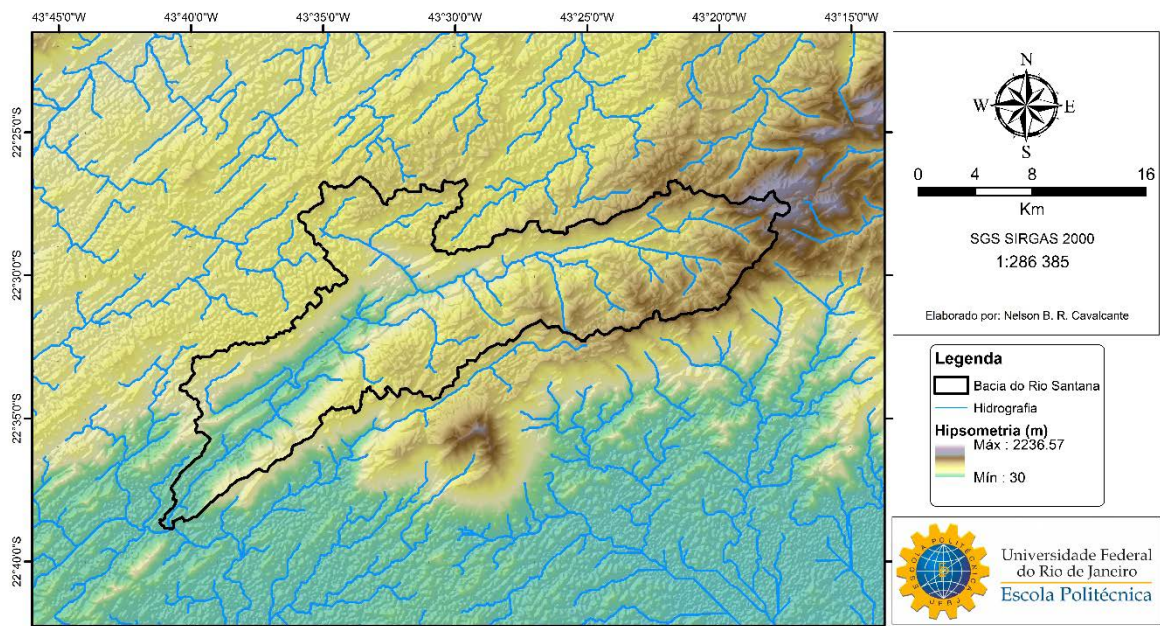 43°45'0"W 43°40'0"W 43°35'0"W 43°30'0"W 43°25'0"W 43°20'0"W 43°15'0"W
22°25'0"S
22°30'0"S
22°35'0"S
22°40'0"S
N
W E
S
0 4 8 16
Km
SGS SIRGAS 2000
1:286 385
Elaborado por: Nelson B. R. Cavalcante
Legenda
Bacia do Rio Santana
Hidrografia
Hipsometria (m)
Máx : 2236.57
Mín : 30
ESCOLA POLITÉCNICA
UFRJ
Universidade Federal
do Rio de Janeiro
Escola Politécnica